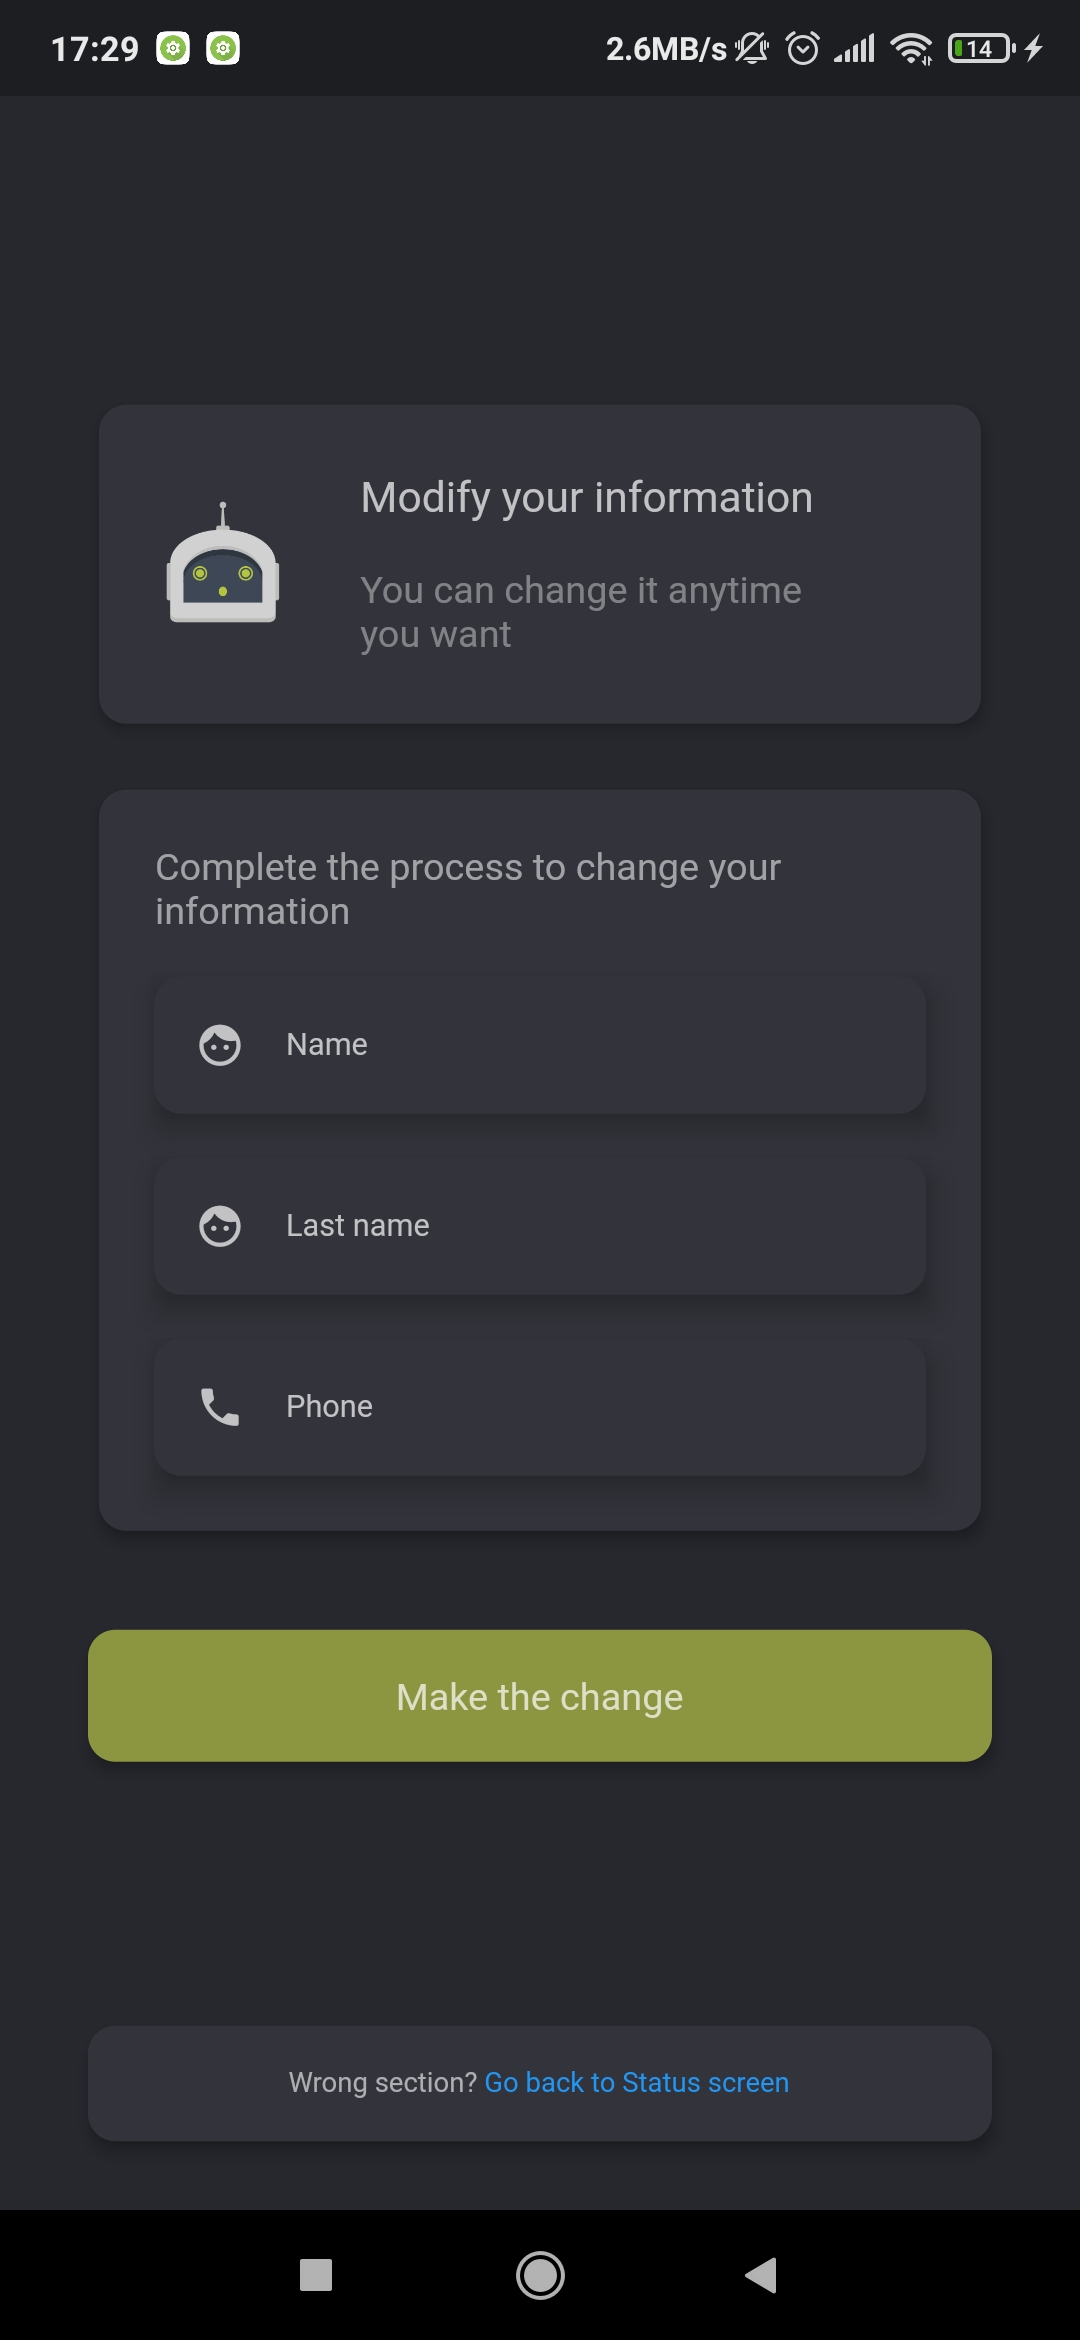 17:29
2.6MB/s
14
Modify your information
You can change it anytime
you want
Complete the process to change your
information
Name
Last name
Phone
Make the change
Wrong section? Go back to Status screen